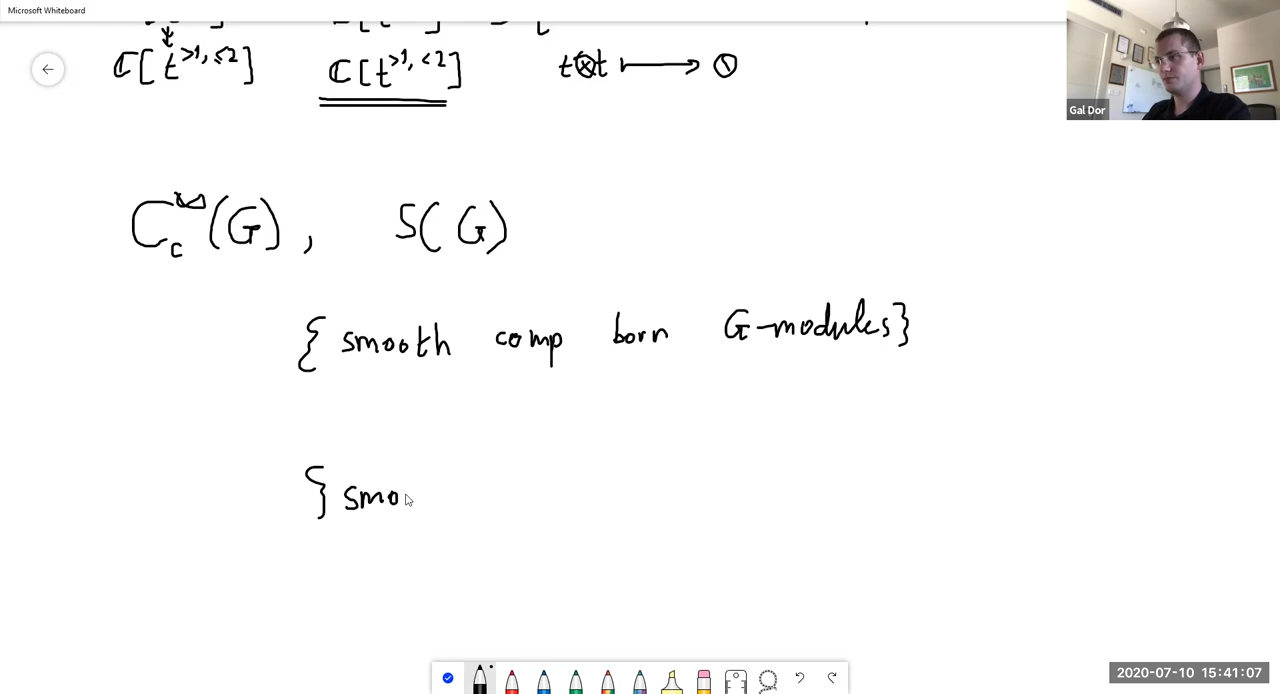 Microsoft Whiteboard
ℂ[t^{>1,≤2}] ℂ[t^{>1,<2}] t⊗t ⟼ 0
Gal Dor
C_c^∞(G), S(G)
{smooth comp born G-modules}
{smo
2020-07-10 15:41:07